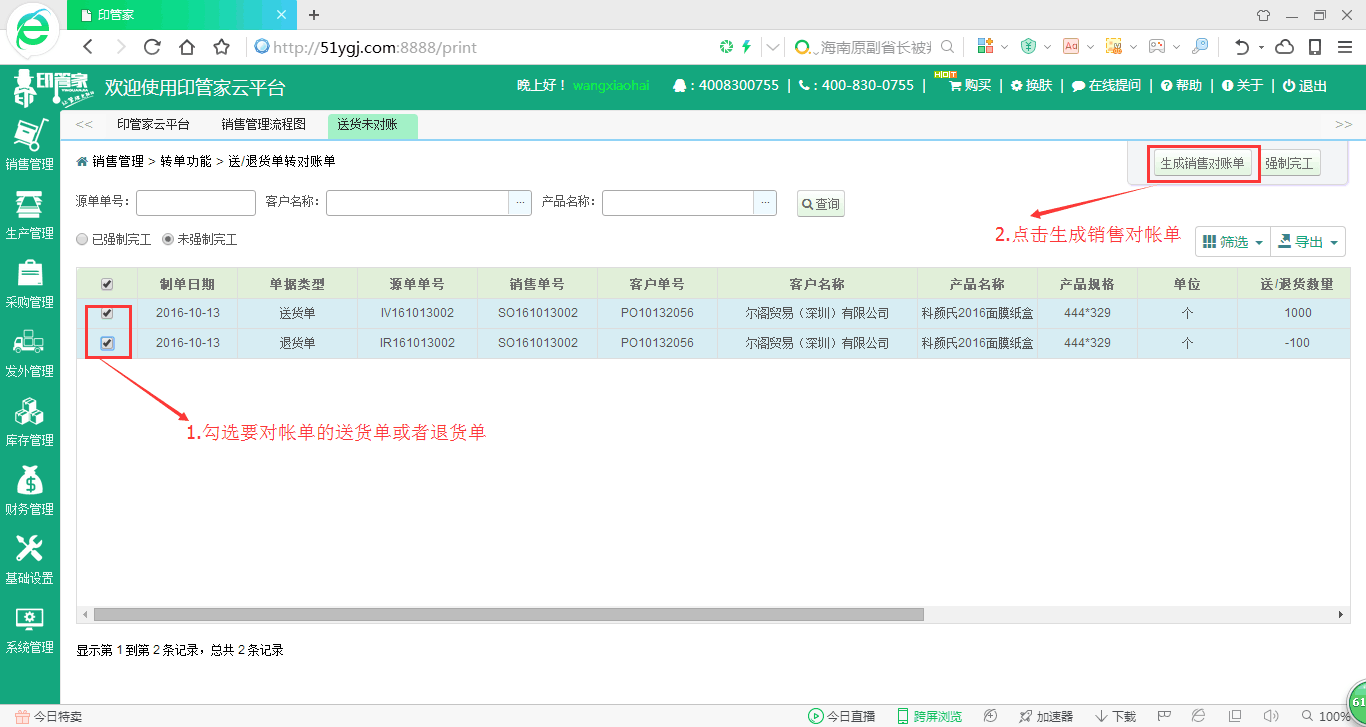 印管家
http://51ygj.com:8888/print
海南原副省长被判
印管家 欢迎使用印管家云平台
晚上好！ wangxiaohai : 4008300755 | : 400-830-0755 | HOT 购买 | 换肤 | 在线提问 | 帮助 | 关于 | 退出
<< 印管家云平台 销售管理流程图 送货未对账 >>
销售管理 > 转单功能 > 送/退货单转对账单
生成销售对账单 强制完工
源单单号: 客户名称: ... 产品名称: ... 查询
2.点击生成销售对帐单
已强制完工 未强制完工
筛选 导出
制单日期 单据类型 源单单号 销售单号 客户单号 客户名称 产品名称 产品规格 单位 送/退货数量
2016-10-13 送货单 IV161013002 SO161013002 PO10132056 尔阁贸易（深圳）有限公司 科颜氏2016面膜纸盒 444*329 个 1000
2016-10-13 退货单 IR161013002 SO161013002 PO10132056 尔阁贸易（深圳）有限公司 科颜氏2016面膜纸盒 444*329 个 -100
1.勾选要对帐单的送货单或者退货单
显示第 1 到第 2 条记录，总共 2 条记录
销售管理
生产管理
采购管理
发外管理
库存管理
财务管理
基础设置
系统管理
今日特卖 今日直播 跨屏浏览 加速器 下载 100%
61